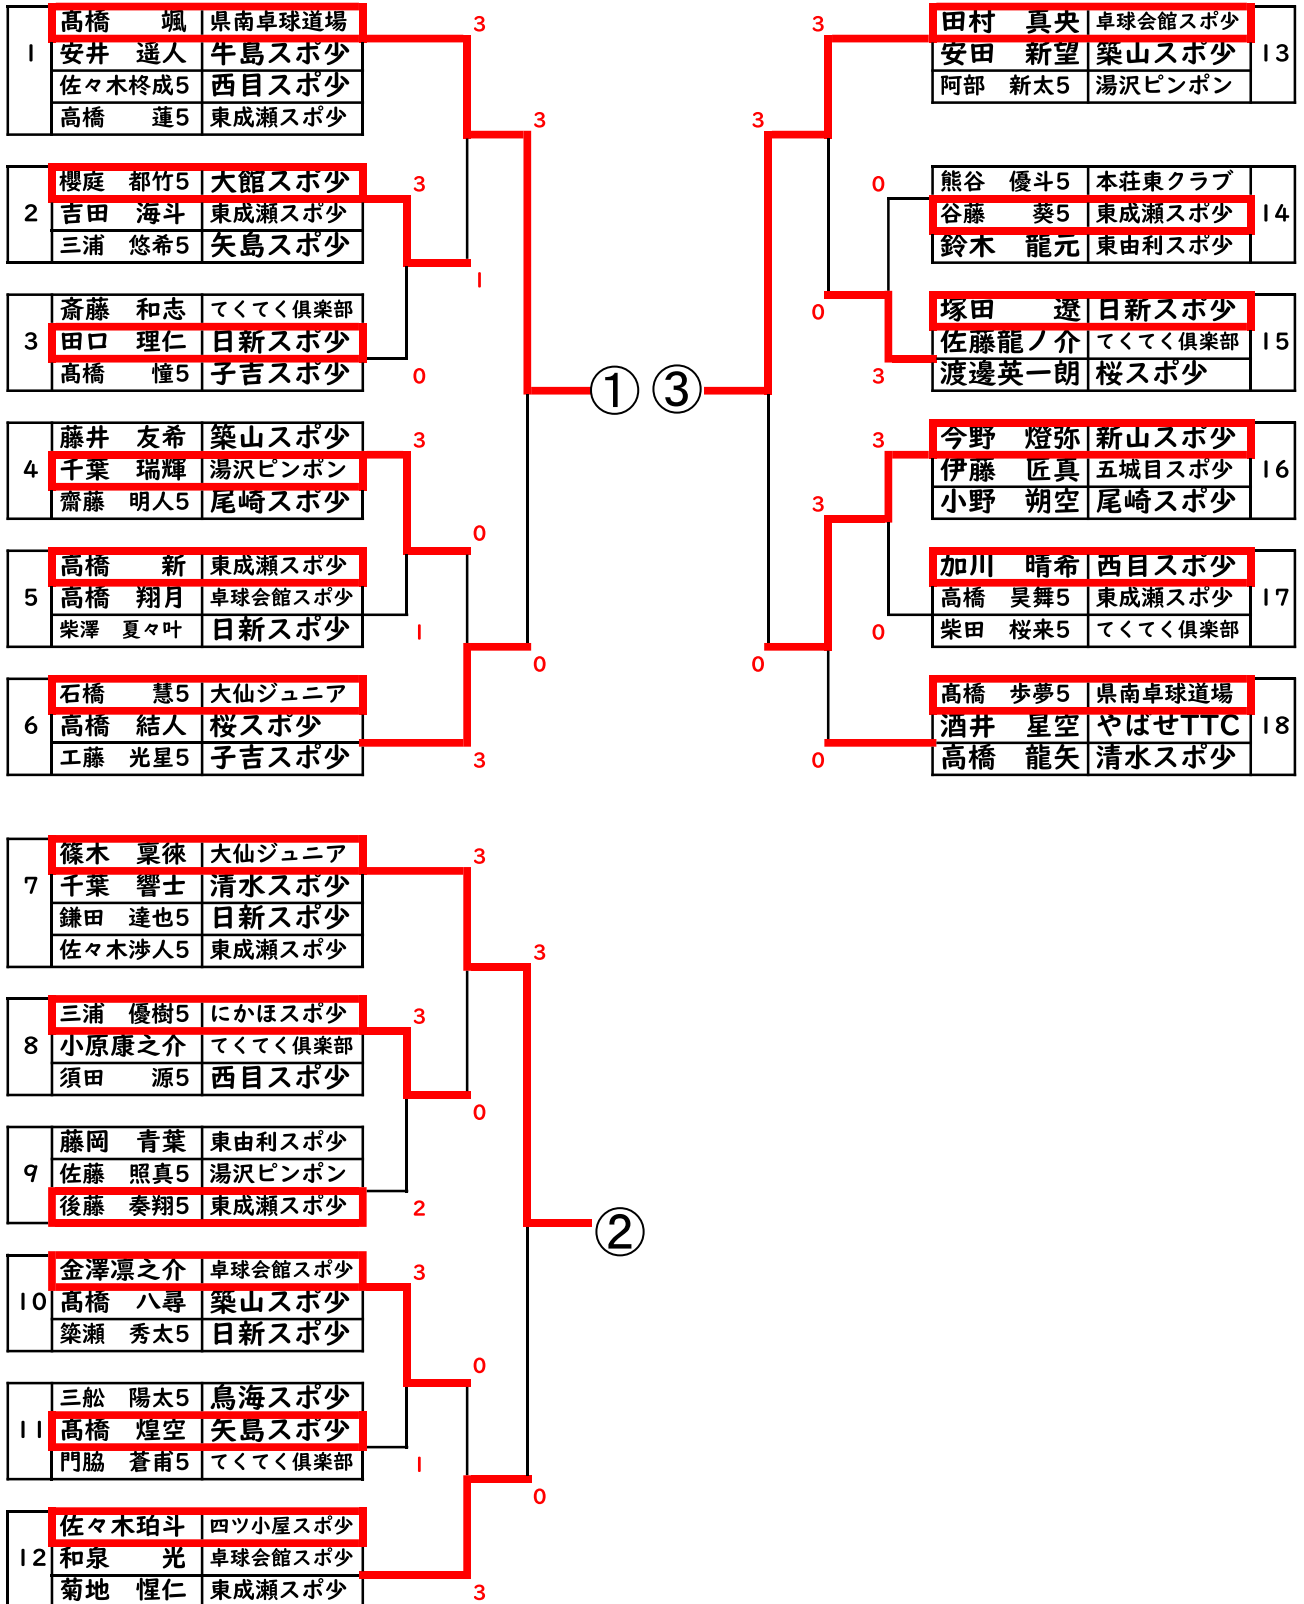 1
髙橋　颯 県南卓球道場
安井　遥人 牛島スポ少
佐々木柊成5 西目スポ少
高橋　蓮5 東成瀬スポ少
2
櫻庭　都竹5 大館スポ少
吉田　海斗 東成瀬スポ少
三浦　悠希5 矢島スポ少
3
斎藤　和志 てくてく倶楽部
田口　理仁 日新スポ少
髙橋　憧5 子吉スポ少
4
藤井　友希 築山スポ少
千葉　瑞輝 湯沢ピンポン
齋藤　明人5 尾崎スポ少
5
高橋　新 東成瀬スポ少
高橋　翔月 卓球会館スポ少
柴澤　夏々叶 日新スポ少
6
石橋　慧5 大仙ジュニア
高橋　結人 桜スポ少
工藤　光星5 子吉スポ少
3
3
3
1
0
3
0
1
0
3
①
7
篠木　稟徠 大仙ジュニア
千葉　響士 清水スポ少
鎌田　達也5 日新スポ少
佐々木渉人5 東成瀬スポ少
8
三浦　優樹5 にかほスポ少
小原康之介 てくてく倶楽部
須田　源5 西目スポ少
9
藤岡　青葉 東由利スポ少
佐藤　照真5 湯沢ピンポン
後藤　奏翔5 東成瀬スポ少
10
金澤凛之介 卓球会館スポ少
髙橋　八尋 築山スポ少
簗瀬　秀太5 日新スポ少
11
三舩　陽太5 鳥海スポ少
髙橋　煌空 矢島スポ少
門脇　蒼甫5 てくてく倶楽部
12
佐々木珀斗 四ツ小屋スポ少
和泉　光 卓球会館スポ少
菊地　惺仁 東成瀬スポ少
3
3
3
0
2
3
0
1
0
3
②
田村　真央 卓球会館スポ少
安田　新望 築山スポ少
阿部　新太5 湯沢ピンポン
13
熊谷　優斗5 本荘東クラブ
谷藤　葵5 東成瀬スポ少
鈴木　龍元 東由利スポ少
14
塚田　遼 日新スポ少
佐藤龍ノ介 てくてく倶楽部
渡邊英一朗 桜スポ少
15
今野　燈弥 新山スポ少
伊藤　匠真 五城目スポ少
小野　朔空 尾崎スポ少
16
加川　晴希 西目スポ少
高橋　昊舞5 東成瀬スポ少
柴田　桜来5 てくてく倶楽部
17
髙橋　歩夢5 県南卓球道場
酒井　星空 やばせTTC
高橋　龍矢 清水スポ少
18
3
3
0
0
3
3
3
0
0
0
③